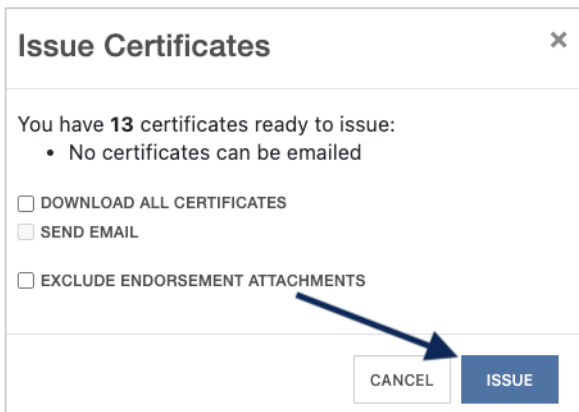 Issue Certificates ×
You have 13 certificates ready to issue:
• No certificates can be emailed
DOWNLOAD ALL CERTIFICATES
SEND EMAIL
EXCLUDE ENDORSEMENT ATTACHMENTS
CANCEL ISSUE